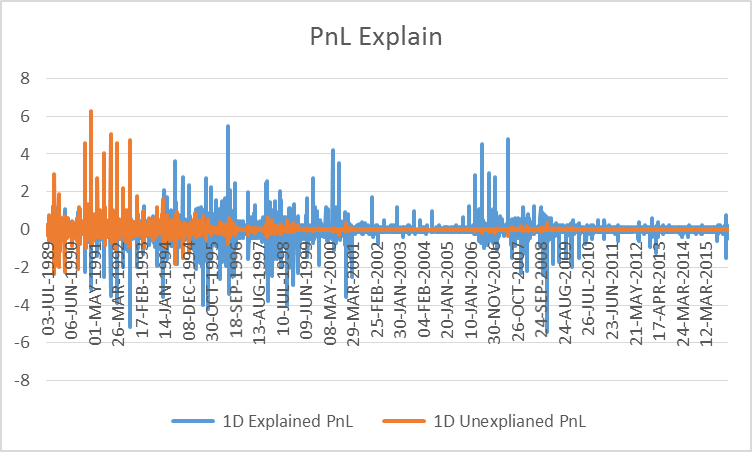 PnL Explain
8
6
4
2
0
-2
-4
-6
-8
03-JUL-1989
06-JUN-1990
01-MAY-1991
26-MAR-1992
17-FEB-1993
14-JAN-1994
08-DEC-1994
30-OCT-1995
18-SEP-1996
13-AUG-1997
10-JUL-1998
09-JUN-1999
08-MAY-2000
29-MAR-2001
25-FEB-2002
23-JAN-2003
04-FEB-2004
20-JAN-2005
10-JAN-2006
30-NOV-2006
26-OCT-2007
24-SEP-2008
24-AUG-2009
26-JUL-2010
23-JUN-2011
21-MAY-2012
17-APR-2013
24-MAR-2014
12-MAR-2015
1D Explained PnL
1D Unexplianed PnL